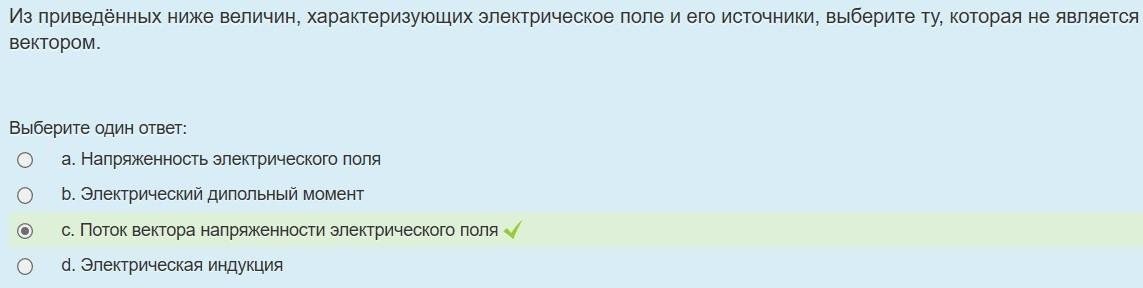 Из приведённых ниже величин, характеризующих электрическое поле и его источники, выберите ту, которая не является
вектором.
Выберите один ответ:
a. Напряженность электрического поля
b. Электрический дипольный момент
c. Поток вектора напряженности электрического поля
d. Электрическая индукция